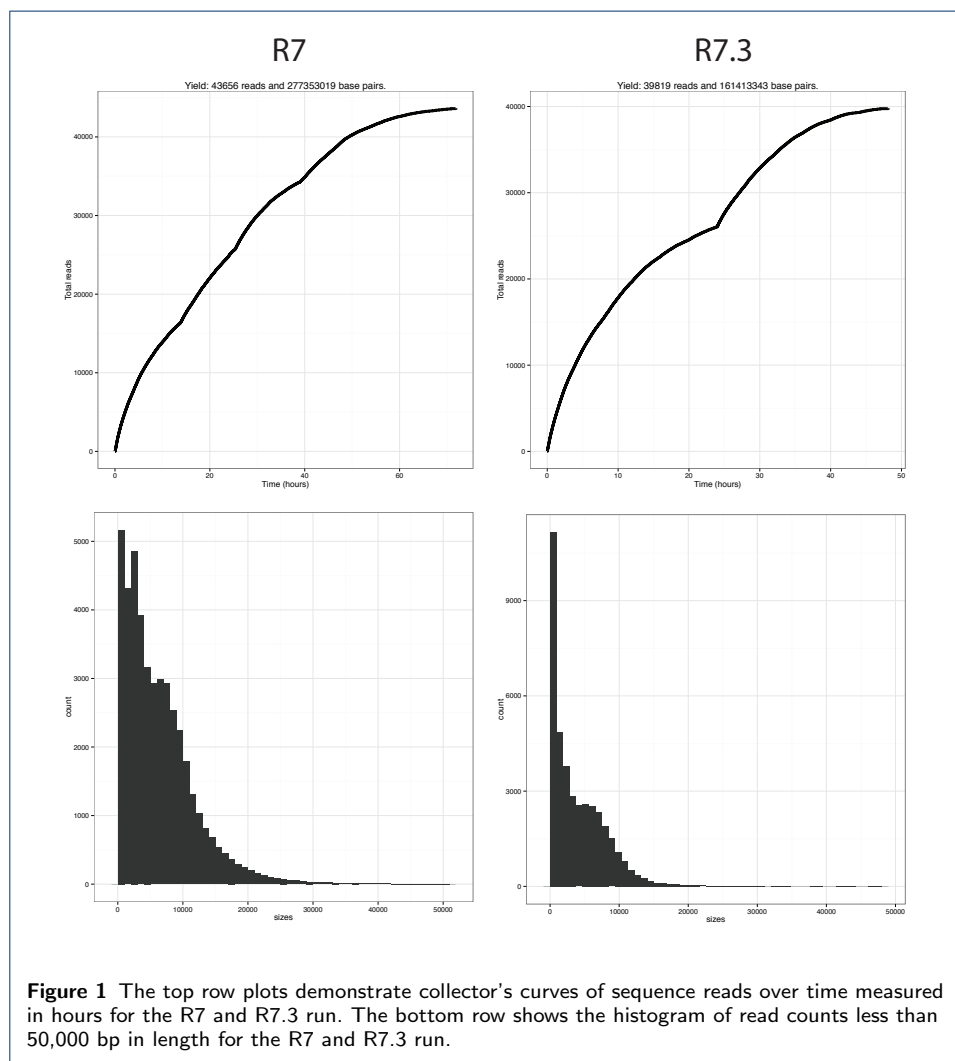 R7
R7.3
Yield: 43656 reads and 277353019 base pairs.
Yield: 39819 reads and 161413343 base pairs.
Total reads
40000
30000
20000
10000
0
0 20 40 60
Time (hours)
Total reads
40000
30000
20000
10000
0
0 10 20 30 40 50
Time (hours)
count
5000
4000
3000
2000
1000
0
0 10000 20000 30000 40000 50000
sizes
count
9000
6000
3000
0
0 10000 20000 30000 40000 50000
sizes
Figure 1 The top row plots demonstrate collector's curves of sequence reads over time measured
in hours for the R7 and R7.3 run. The bottom row shows the histogram of read counts less than
50,000 bp in length for the R7 and R7.3 run.